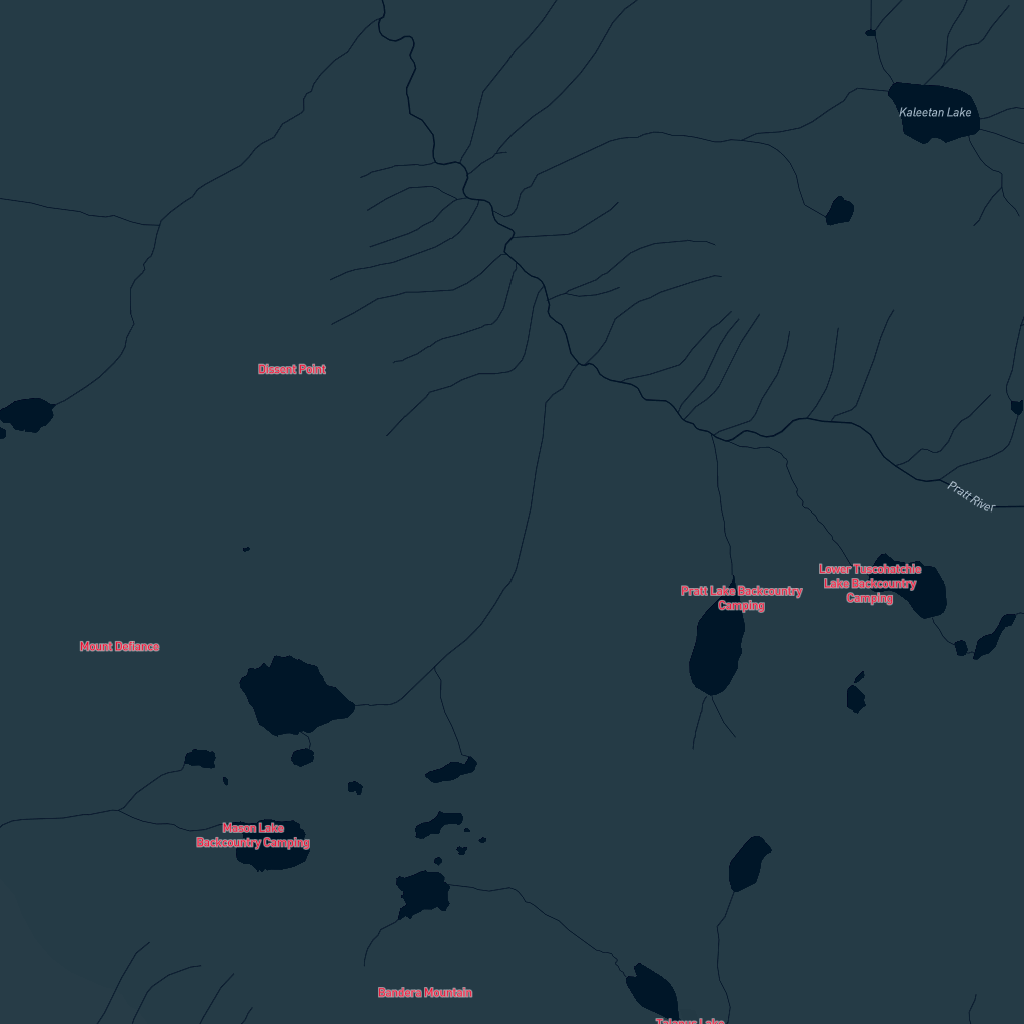 Kaleetan Lake
Dissent Point
Pratt River
Lower Tuscohatchie
Lake Backcountry
Camping
Pratt Lake Backcountry
Camping
Mount Defiance
Mason Lake
Backcountry Camping
Bandera Mountain